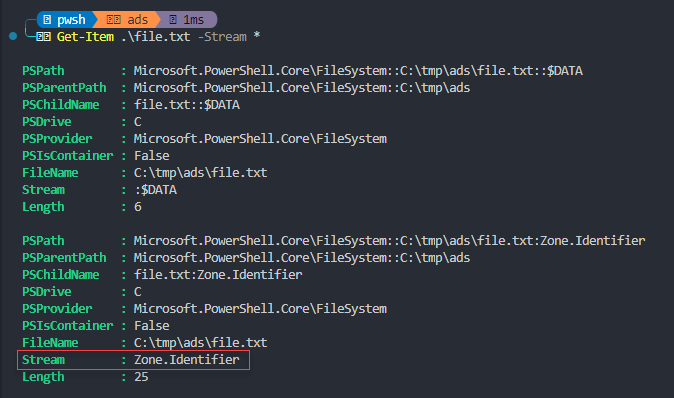 pwsh ads 1ms
Get-Item .\file.txt -Stream *
PSPath : Microsoft.PowerShell.Core\FileSystem::C:\tmp\ads\file.txt::$DATA
PSParentPath : Microsoft.PowerShell.Core\FileSystem::C:\tmp\ads
PSChildName : file.txt::$DATA
PSDrive : C
PSProvider : Microsoft.PowerShell.Core\FileSystem
PSIsContainer : False
FileName : C:\tmp\ads\file.txt
Stream : :$DATA
Length : 6
PSPath : Microsoft.PowerShell.Core\FileSystem::C:\tmp\ads\file.txt:Zone.Identifier
PSParentPath : Microsoft.PowerShell.Core\FileSystem::C:\tmp\ads
PSChildName : file.txt:Zone.Identifier
PSDrive : C
PSProvider : Microsoft.PowerShell.Core\FileSystem
PSIsContainer : False
FileName : C:\tmp\ads\file.txt
Stream : Zone.Identifier
Length : 25